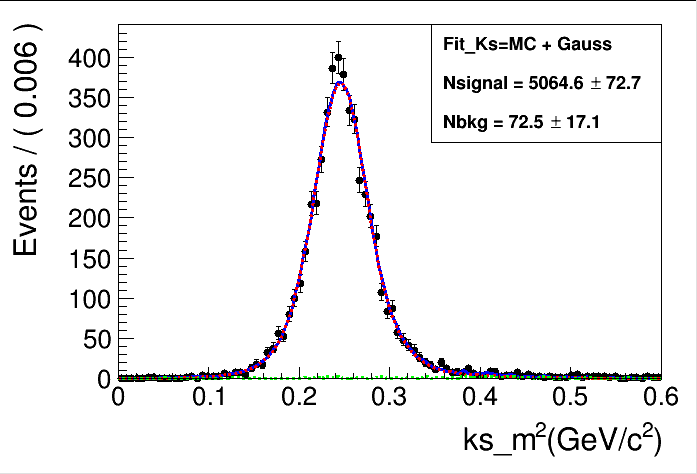 Events / ( 0.006 )
400
350
300
250
200
150
100
50
0
Fit_Ks=MC + Gauss
Nsignal = 5064.6 ± 72.7
Nbkg = 72.5 ± 17.1
0 0.1 0.2 0.3 0.4 0.5 0.6
ks_m²(GeV/c²)